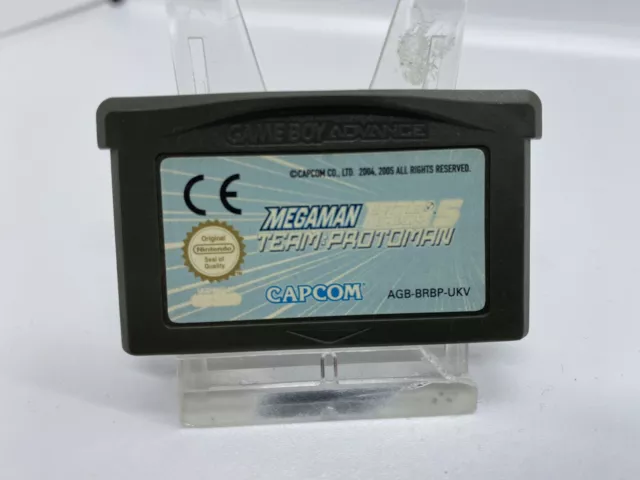 GAME BOY ADVANCE
©CAPCOM CO., LTD. 2004, 2005 ALL RIGHTS RESERVED.
CE
MEGAMAN 5
TEAM PROTOMAN
Original
Nintendo
Seal of
Quality
CAPCOM
AGB-BRBP-UKV